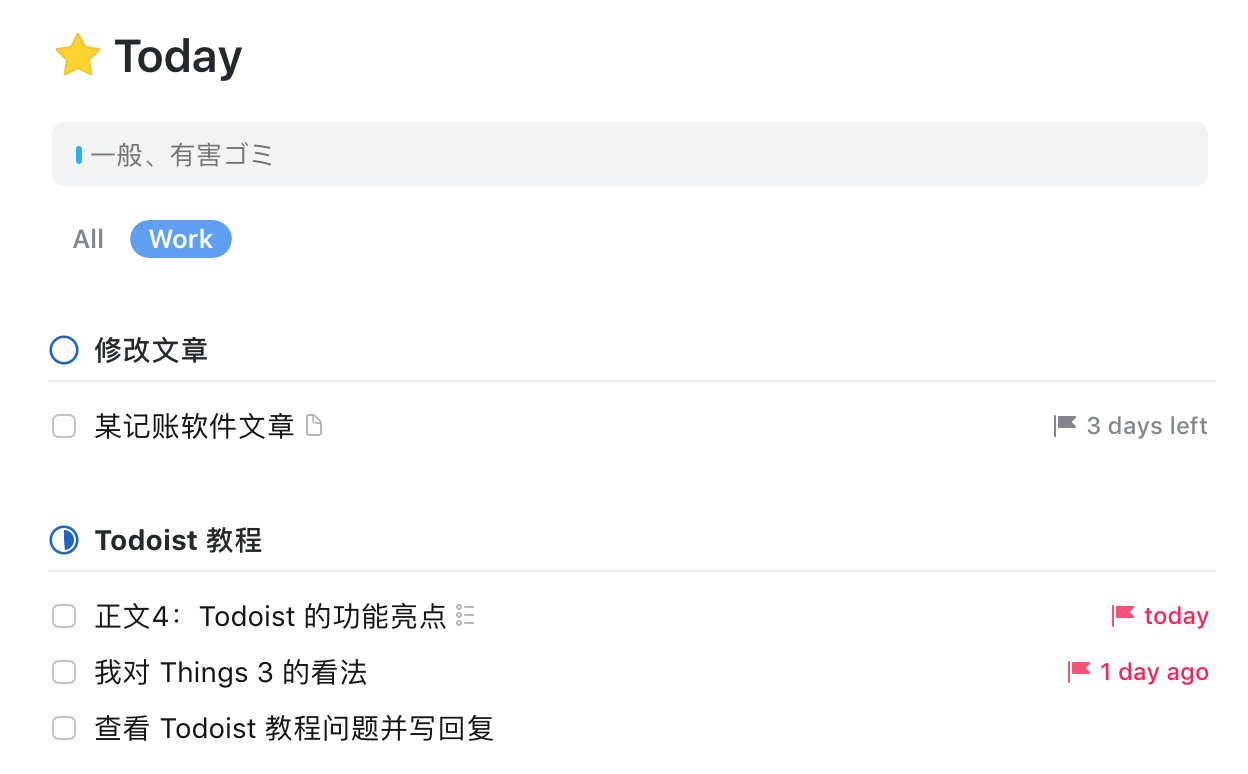 Today
一般、有害ゴミ
All Work
修改文章
某记账软件文章 3 days left
Todoist 教程
正文4：Todoist 的功能亮点 today
我对 Things 3 的看法 1 day ago
查看 Todoist 教程问题并写回复